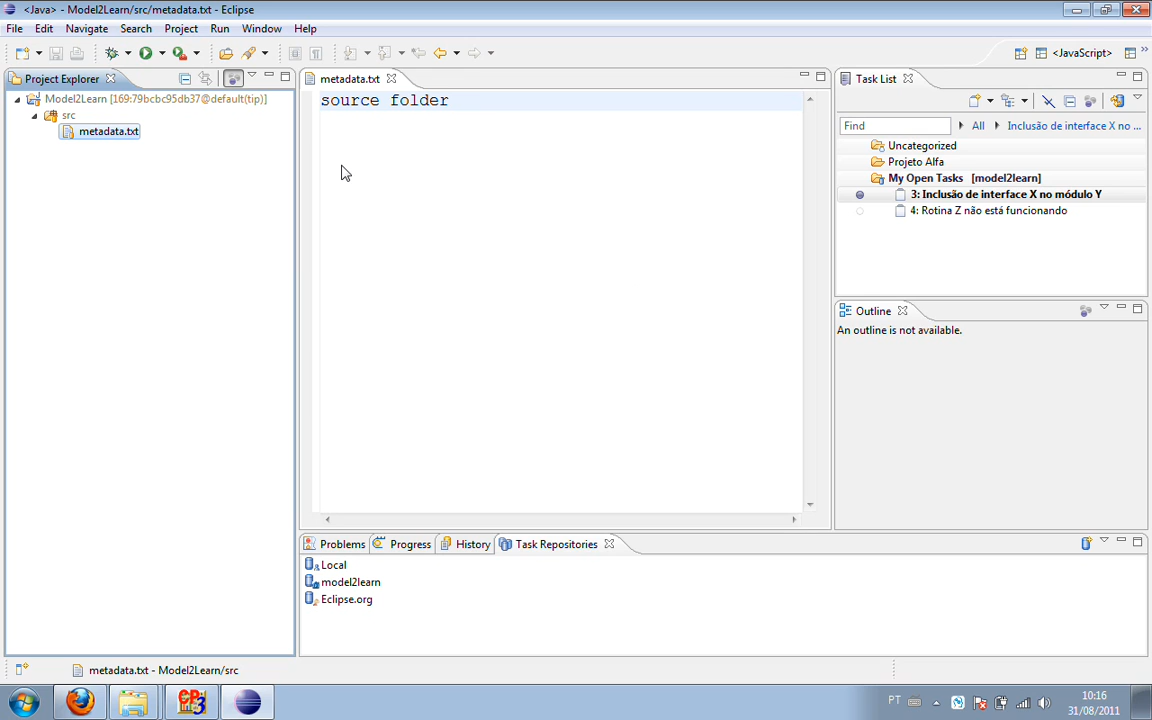 <Java> - Model2Learn/src/metadata.txt - Eclipse
File Edit Navigate Search Project Run Window Help
<JavaScript>
Project Explorer
Model2Learn [169:79bcbc95db37@default(tip)]
src
metadata.txt
metadata.txt
source folder
Task List
Find All Inclusão de interface X no ...
Uncategorized
Projeto Alfa
My Open Tasks [model2learn]
3: Inclusão de interface X no módulo Y
4: Rotina Z não está funcionando
Outline
An outline is not available.
Problems Progress History Task Repositories
Local
model2learn
Eclipse.org
metadata.txt - Model2Learn/src
PT
10:16
31/08/2011